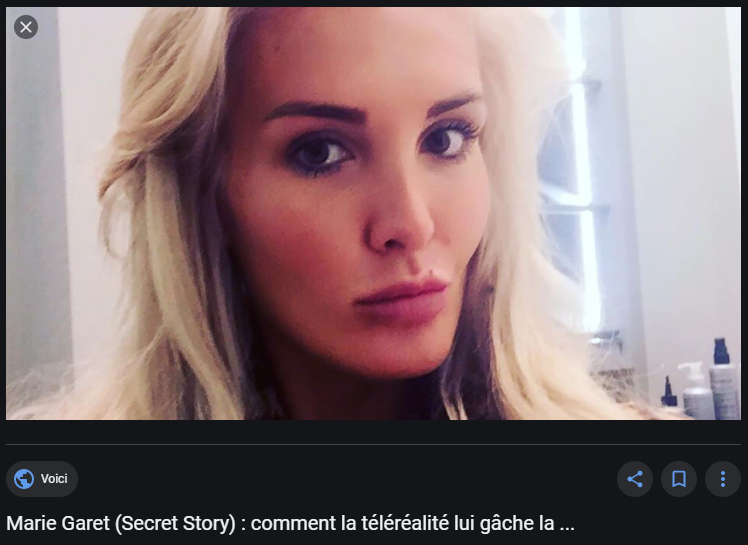 Voici
Marie Garet (Secret Story) : comment la téléréalité lui gâche la ...